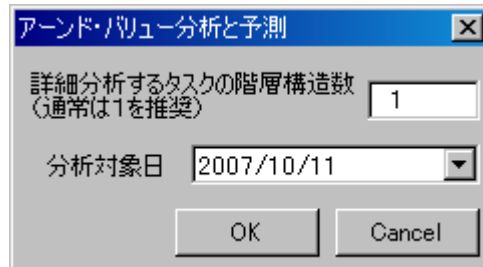 アーンド・バリュー分析と予測
詳細分析するタスクの階層構造数
(通常は1を推奨)
1
分析対象日
2007/10/11
OK
Cancel